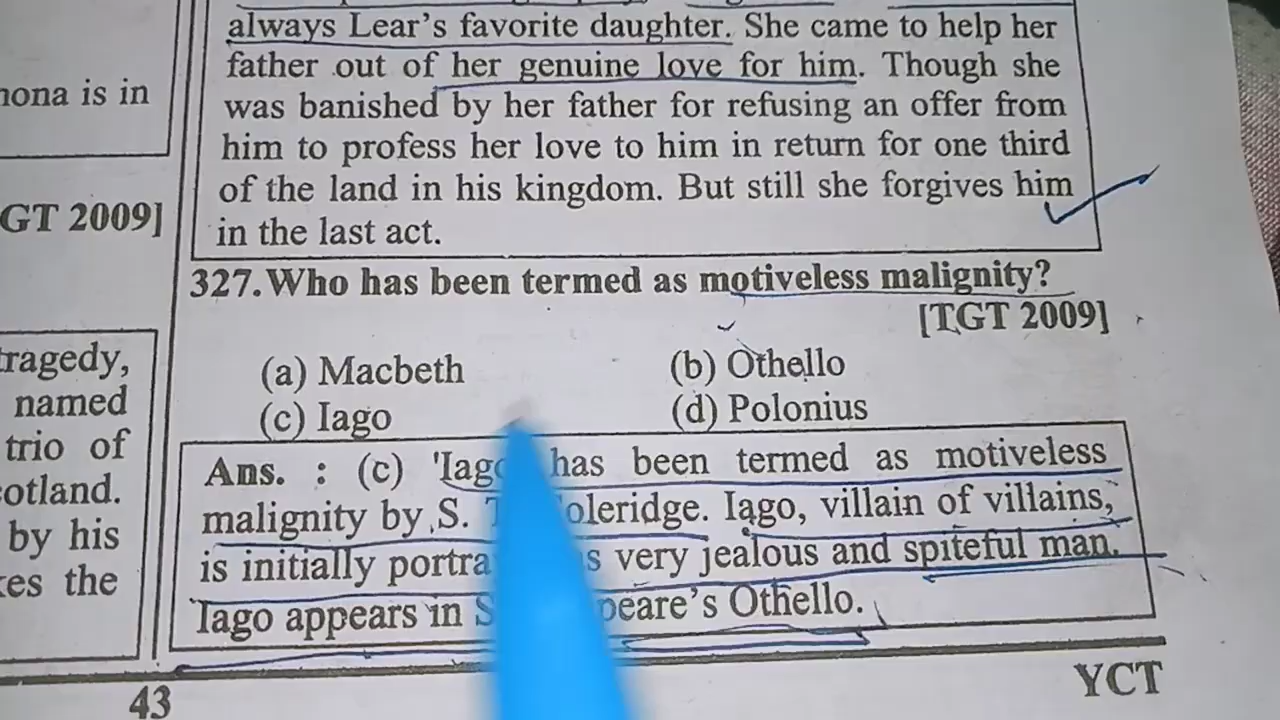 nona is in
GT 2009]
tragedy,
named
trio of
cotland.
by his
kes the
43
always Lear's favorite daughter. She came to help her
father out of her genuine love for him. Though she
was banished by her father for refusing an offer from
him to profess her love to him in return for one third
of the land in his kingdom. But still she forgives him
in the last act.
327. Who has been termed as motiveless malignity?
[TGT 2009]
(a) Macbeth (b) Othello
(c) Iago (d) Polonius
Ans. : (c) 'Iago has been termed as motiveless
malignity by S. T oleridge. Iago, villain of villains,
is initially portra s very jealous and spiteful man.
Iago appears in S peare's Othello.
YCT